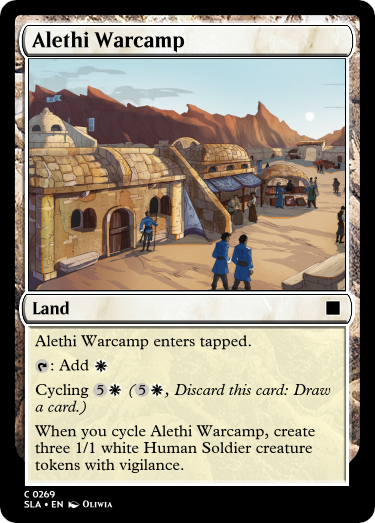 Alethi Warcamp
Land
Alethi Warcamp enters tapped.
: Add
Cycling 5 (5, Discard this card: Draw
a card.)
When you cycle Alethi Warcamp, create
three 1/1 white Human Soldier creature
tokens with vigilance.
C 0269
SLA • EN Oliwia